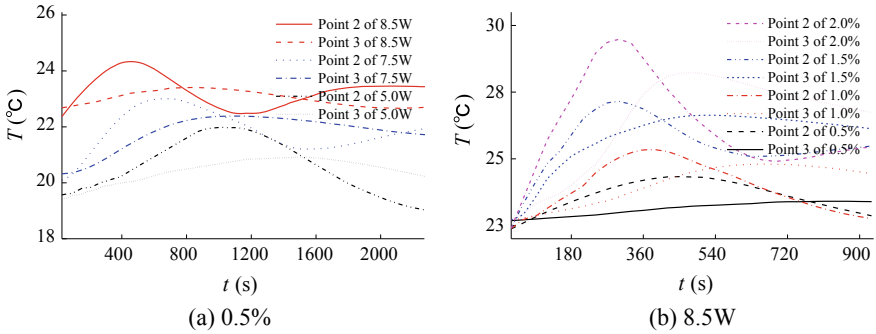 T (℃)
26
24
22
20
18
400
800
1200
1600
2000
t (s)
Point 2 of 8.5W
Point 3 of 8.5W
Point 2 of 7.5W
Point 3 of 7.5W
Point 2 of 5.0W
Point 3 of 5.0W
(a) 0.5%
T (℃)
30
28
25
23
180
360
540
720
900
t (s)
Point 2 of 2.0%
Point 3 of 2.0%
Point 2 of 1.5%
Point 3 of 1.5%
Point 2 of 1.0%
Point 3 of 1.0%
Point 2 of 0.5%
Point 3 of 0.5%
(b) 8.5W